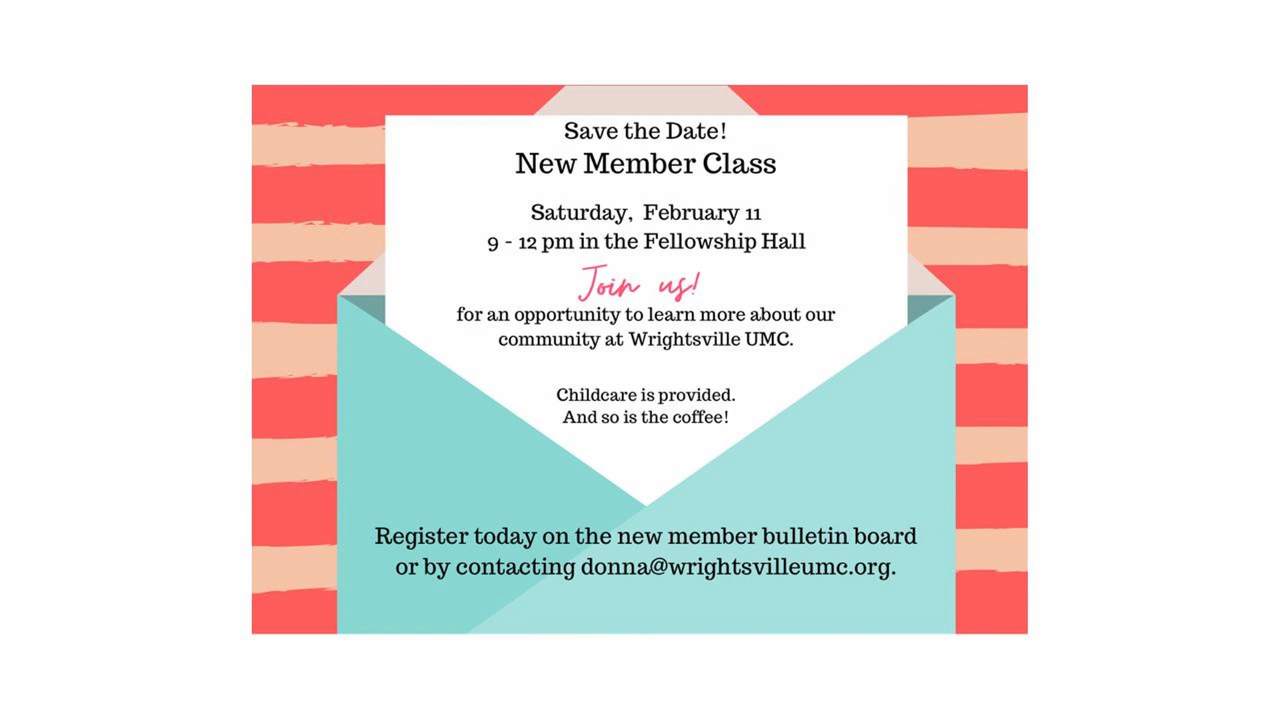 Save the Date!
New Member Class
Saturday, February 11
9 - 12 pm in the Fellowship Hall
Join us!
for an opportunity to learn more about our
community at Wrightsville UMC.
Childcare is provided.
And so is the coffee!
Register today on the new member bulletin board
or by contacting donna@wrightsvilleumc.org.